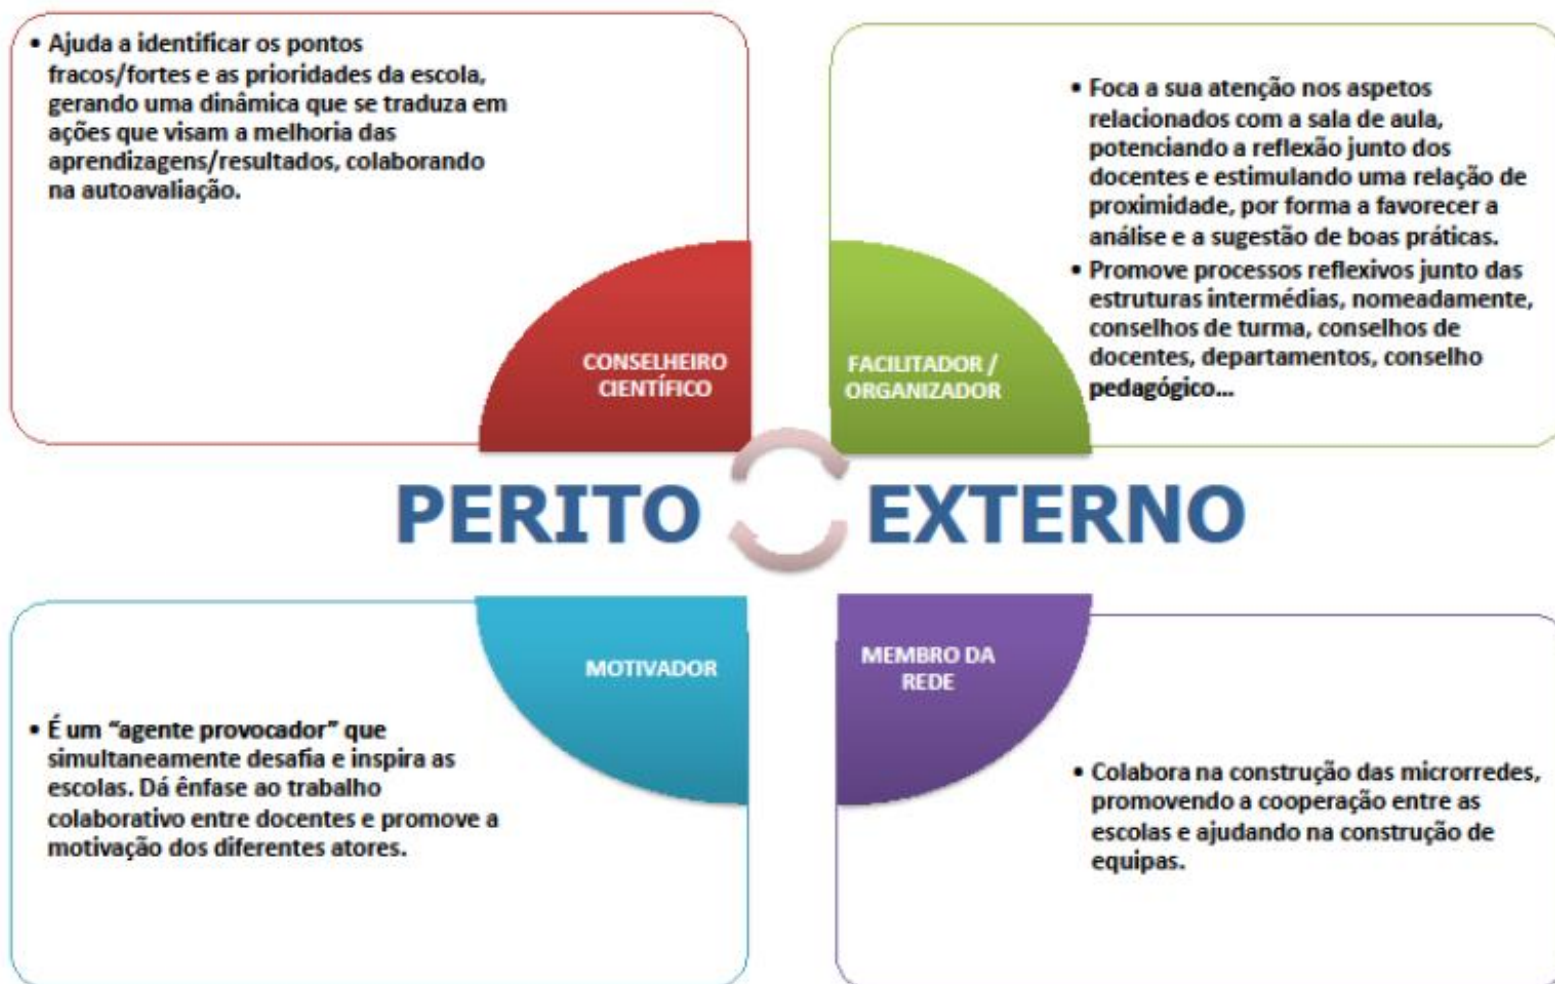 • Ajuda a identificar os pontos
fracos/fortes e as prioridades da escola,
gerando uma dinâmica que se traduza em
ações que visam a melhoria das
aprendizagens/resultados, colaborando
na autoavaliação.
CONSELHEIRO
CIENTÍFICO
• Foca a sua atenção nos aspetos
relacionados com a sala de aula,
potenciando a reflexão junto dos
docentes e estimulando uma relação de
proximidade, por forma a favorecer a
análise e a sugestão de boas práticas.
• Promove processos reflexivos junto das
estruturas intermédias, nomeadamente,
conselhos de turma, conselhos de
docentes, departamentos, conselho
pedagógico...
FACILITADOR /
ORGANIZADOR
PERITO EXTERNO
MOTIVADOR
• É um “agente provocador” que
simultaneamente desafia e inspira as
escolas. Dá ênfase ao trabalho
colaborativo entre docentes e promove a
motivação dos diferentes atores.
MEMBRO DA
REDE
• Colabora na construção das microrredes,
promovendo a cooperação entre as
escolas e ajudando na construção de
equipas.